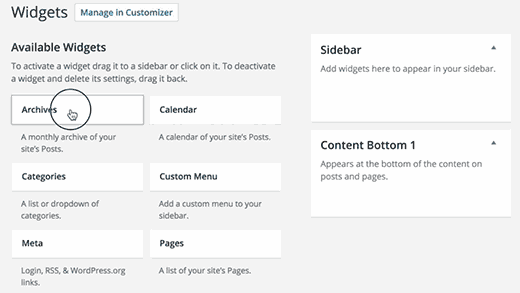 Widgets Manage in Customizer
Available Widgets
To activate a widget drag it to a sidebar or click on it. To deactivate
a widget and delete its settings, drag it back.
Archives
A monthly archive of your
site's Posts.
Calendar
A calendar of your site's Posts.
Categories
A list or dropdown of
categories.
Custom Menu
Add a custom menu to your
sidebar.
Meta
Login, RSS, & WordPress.org
links.
Pages
A list of your site's Pages.
Sidebar
Add widgets here to appear in your sidebar.
Content Bottom 1
Appears at the bottom of the content on
posts and pages.